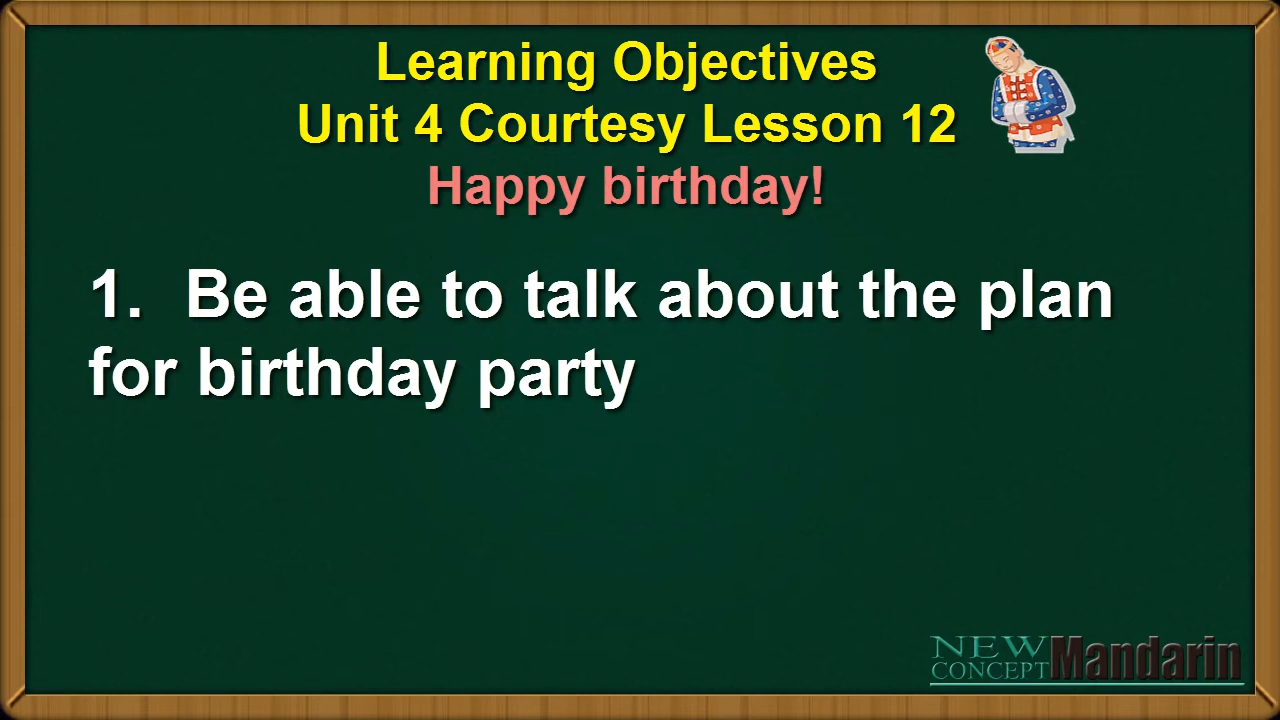 Learning Objectives
Unit 4 Courtesy Lesson 12
Happy birthday!
1. Be able to talk about the plan
for birthday party
NEW
CONCEPT Mandarin